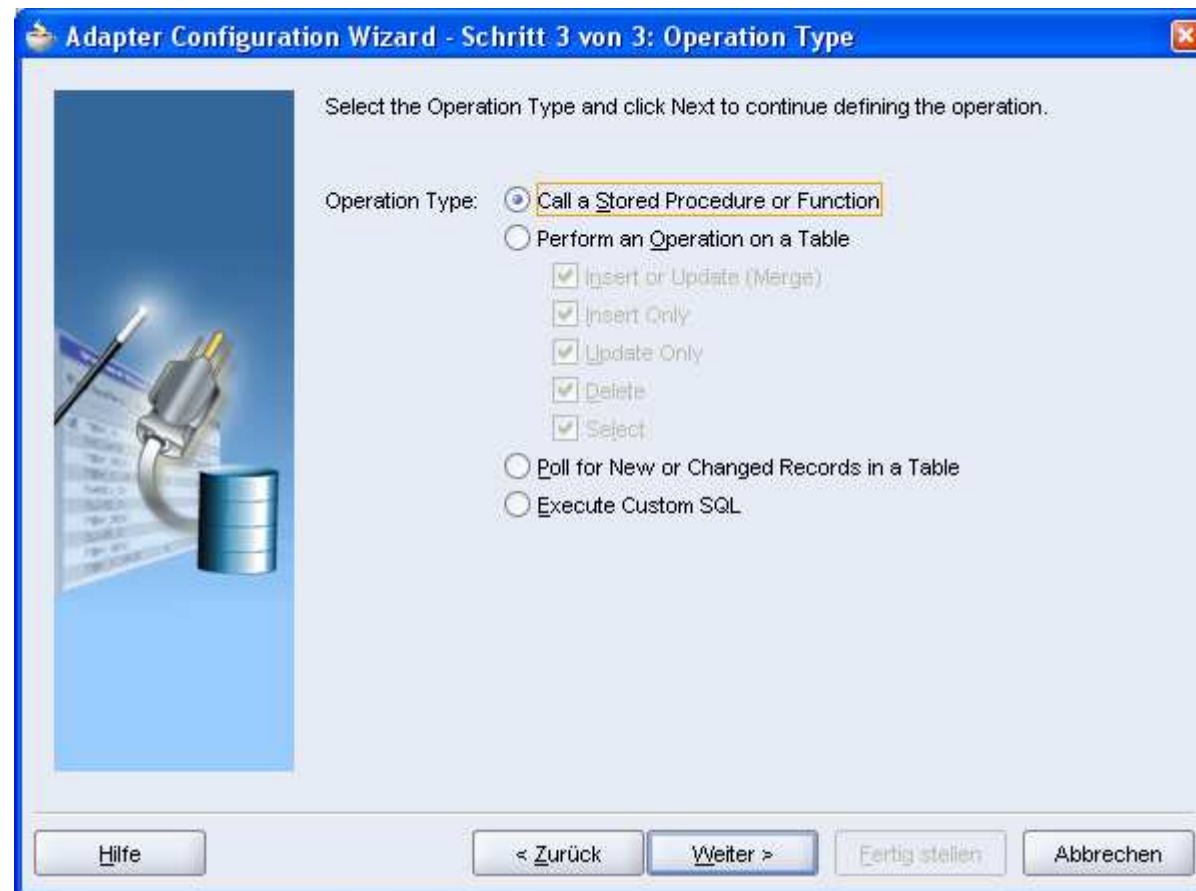 Adapter Configuration Wizard - Schritt 3 von 3: Operation Type
Select the Operation Type and click Next to continue defining the operation.
Operation Type: Call a Stored Procedure or Function
Perform an Operation on a Table
Insert or Update (Merge)
Insert Only
Update Only
Delete
Select
Poll for New or Changed Records in a Table
Execute Custom SQL
Hilfe < Zurück Weiter > Fertig stellen Abbrechen